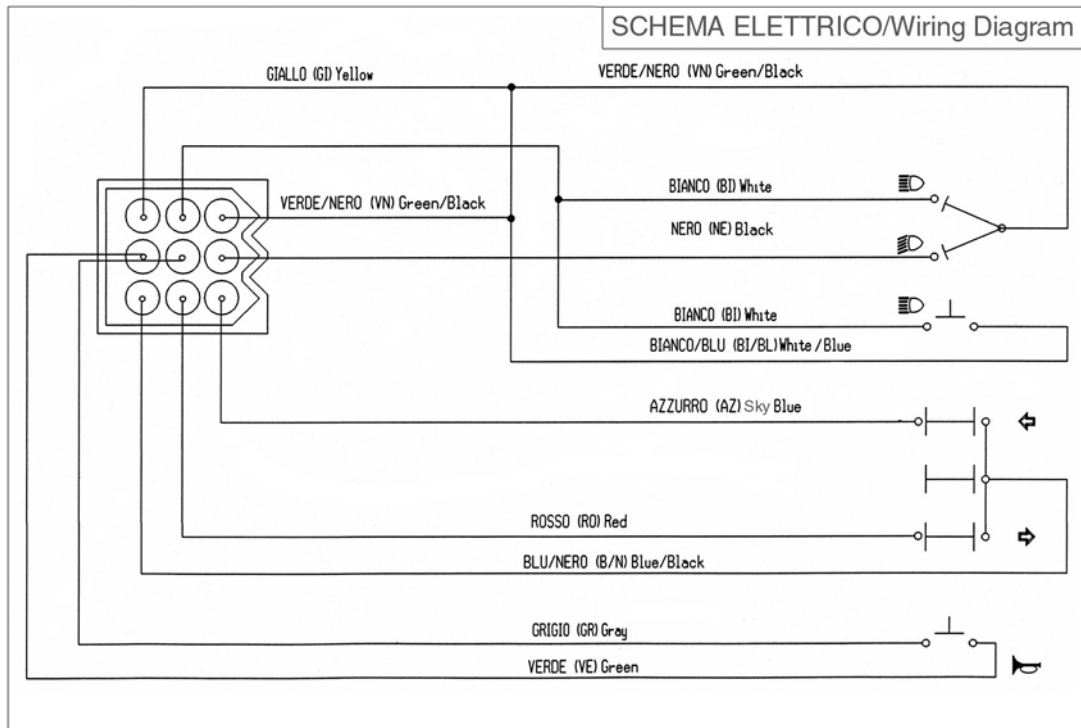 SCHEMA ELETTRICO/Wiring Diagram
GIALLO (GI) Yellow
VERDE/NERO (VN) Green/Black
BIANCO (BI) White
VERDE/NERO (VN) Green/Black
NERO (NE) Black
BIANCO (BI) White
BIANCO/BLU (BI/BL) White/Blue
AZZURRO (AZ) Sky Blue
ROSSO (RO) Red
BLU/NERO (B/N) Blue/Black
GRIGIO (GR) Gray
VERDE (VE) Green